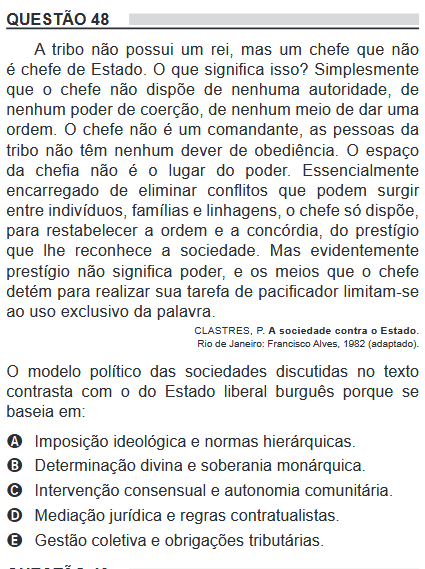 QUESTÃO 48
A tribo não possui um rei, mas um chefe que não
é chefe de Estado. O que significa isso? Simplesmente
que o chefe não dispõe de nenhuma autoridade, de
nenhum poder de coerção, de nenhum meio de dar uma
ordem. O chefe não é um comandante, as pessoas da
tribo não têm nenhum dever de obediência. O espaço
da chefia não é o lugar do poder. Essencialmente
encarregado de eliminar conflitos que podem surgir
entre indivíduos, famílias e linhagens, o chefe só dispõe,
para restabelecer a ordem e a concórdia, do prestígio
que lhe reconhece a sociedade. Mas evidentemente
prestígio não significa poder, e os meios que o chefe
detém para realizar sua tarefa de pacificador limitam-se
ao uso exclusivo da palavra.
CLASTRES, P. A sociedade contra o Estado.
Rio de Janeiro: Francisco Alves, 1982 (adaptado).
O modelo político das sociedades discutidas no texto
contrasta com o do Estado liberal burguês porque se
baseia em:
A Imposição ideológica e normas hierárquicas.
B Determinação divina e soberania monárquica.
C Intervenção consensual e autonomia comunitária.
D Mediação jurídica e regras contratualistas.
E Gestão coletiva e obrigações tributárias.